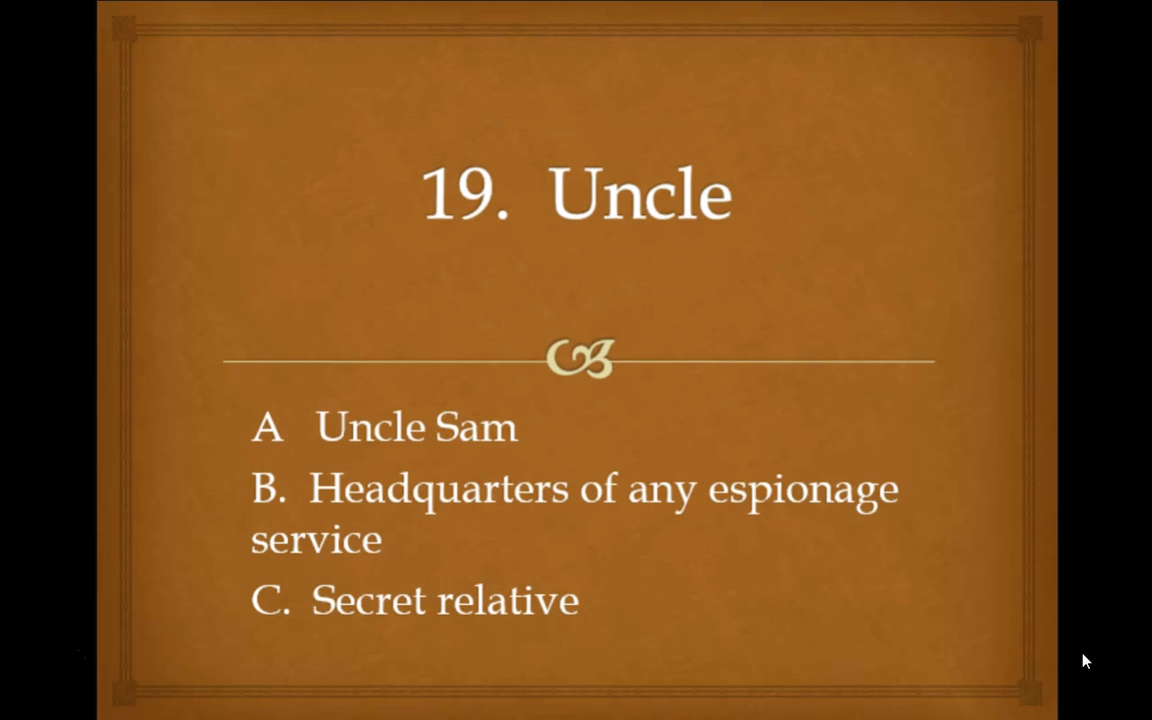 19. Uncle
A Uncle Sam
B. Headquarters of any espionage
service
C. Secret relative